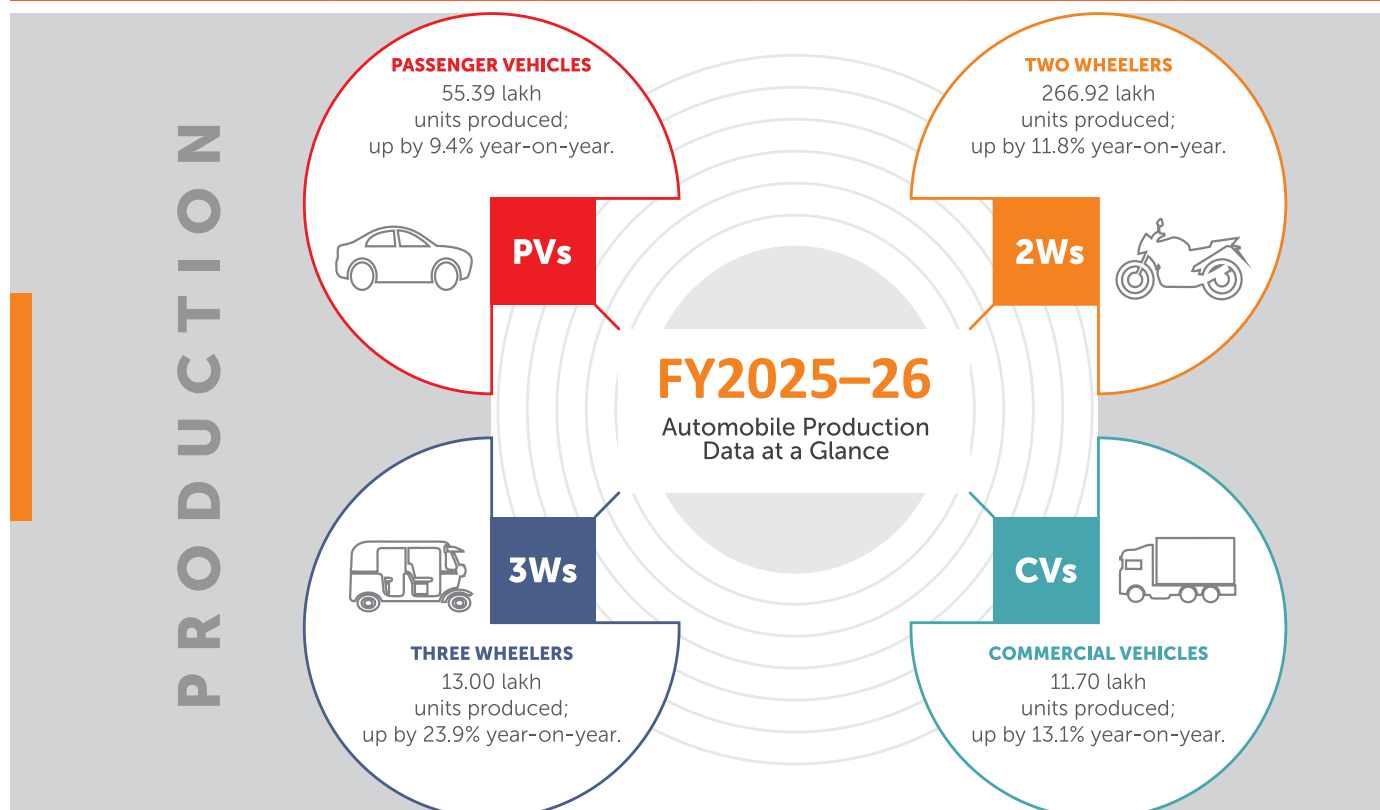 PRODUCTION
PASSENGER VEHICLES
55.39 lakh
units produced;
up by 9.4% year-on-year.
PVs
TWO WHEELERS
266.92 lakh
units produced;
up by 11.8% year-on-year.
2Ws
FY2025–26
Automobile Production
Data at a Glance
3Ws
THREE WHEELERS
13.00 lakh
units produced;
up by 23.9% year-on-year.
CVs
COMMERCIAL VEHICLES
11.70 lakh
units produced;
up by 13.1% year-on-year.